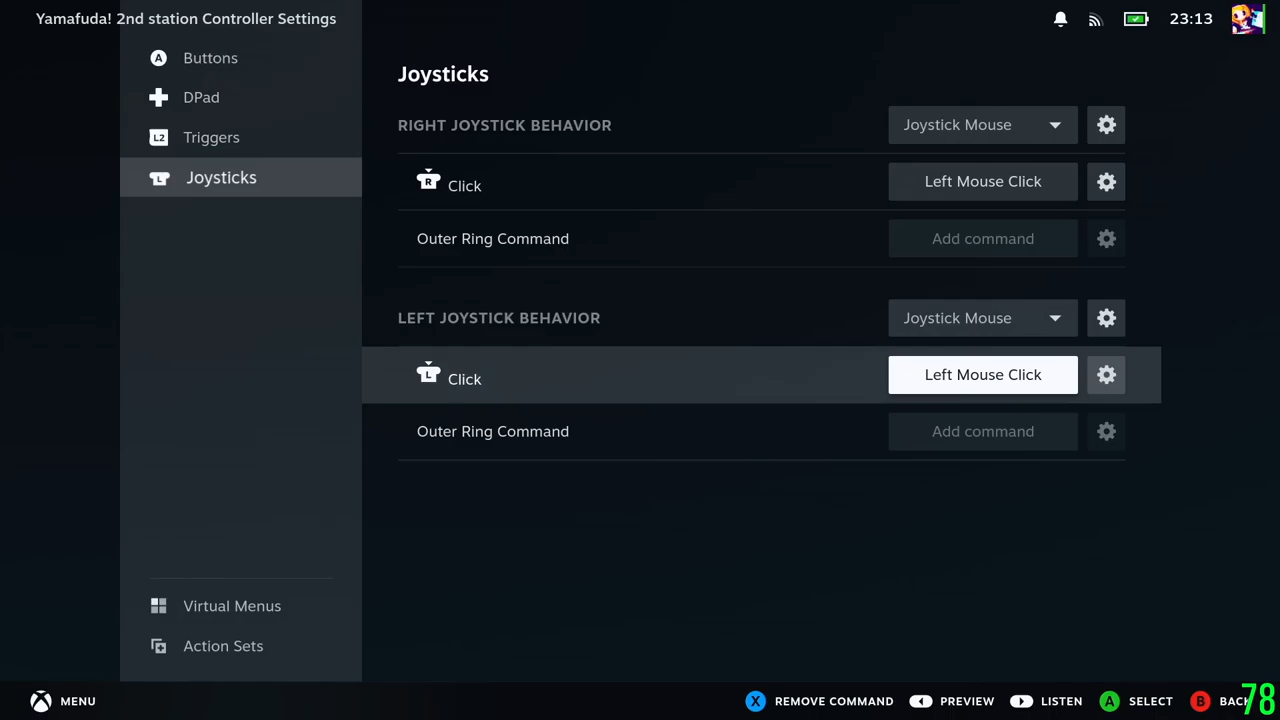 Yamafuda! 2nd station Controller Settings
23:13
A Buttons
DPad
L2 Triggers
L Joysticks
Virtual Menus
Action Sets
Joysticks
RIGHT JOYSTICK BEHAVIOR Joystick Mouse
R Click Left Mouse Click
Outer Ring Command Add command
LEFT JOYSTICK BEHAVIOR Joystick Mouse
L Click Left Mouse Click
Outer Ring Command Add command
MENU X REMOVE COMMAND PREVIEW LISTEN A SELECT B BACK 78